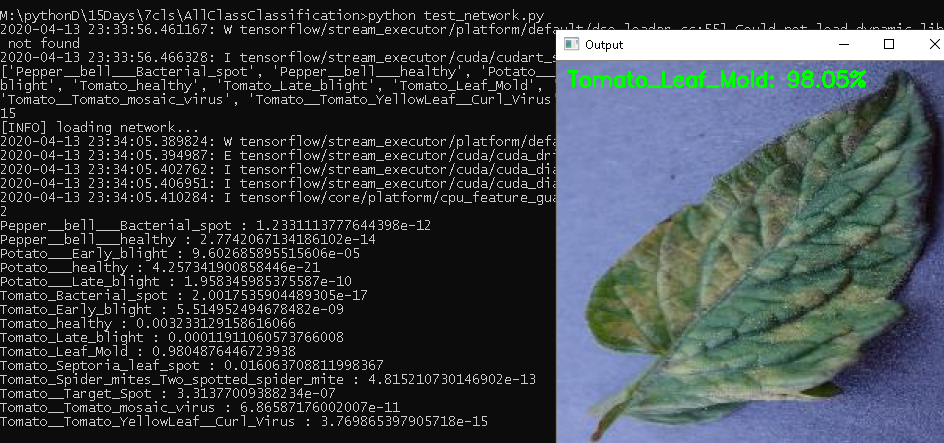 M:\pythonD\15Days\7cls\AllClassClassification>python test_network.py
2020-04-13 23:33:56.461167: W tensorflow/stream_executor/platform/default/dso_loader.cc:55] Could not load dynamic lib
not found
2020-04-13 23:33:56.466328: I tensorflow/stream_executor/cuda/cudart_s
['Pepper__bell___Bacterial_spot', 'Pepper__bell___healthy', 'Potato__
blight', 'Tomato_healthy', 'Tomato_Late_blight', 'Tomato_Leaf_Mold',
'Tomato__Tomato_mosaic_virus', 'Tomato__Tomato_YellowLeaf__Curl_Virus
15
[INFO] loading network...
2020-04-13 23:34:05.389824: W tensorflow/stream_executor/platform/defa
2020-04-13 23:34:05.394987: E tensorflow/stream_executor/cuda/cuda_dri
2020-04-13 23:34:05.402762: I tensorflow/stream_executor/cuda/cuda_dia
2020-04-13 23:34:05.406951: I tensorflow/stream_executor/cuda/cuda_dia
2020-04-13 23:34:05.410284: I tensorflow/core/platform/cpu_feature_gua
2
Pepper__bell___Bacterial_spot : 1.2331113777644398e-12
Pepper__bell___healthy : 2.7742067134186102e-14
Potato___Early_blight : 9.602685895515606e-05
Potato___healthy : 4.257341900858446e-21
Potato___Late_blight : 1.958345985375587e-10
Tomato_Bacterial_spot : 2.0017535904489305e-17
Tomato_Early_blight : 5.514952494678482e-09
Tomato_healthy : 0.003233129158616066
Tomato_Late_blight : 0.00011911060573766008
Tomato_Leaf_Mold : 0.9804876446723938
Tomato_Septoria_leaf_spot : 0.016063708811998367
Tomato_Spider_mites_Two_spotted_spider_mite : 4.815210730146902e-13
Tomato__Target_Spot : 3.31377009388234e-07
Tomato__Tomato_mosaic_virus : 6.86587176002007e-11
Tomato__Tomato_YellowLeaf__Curl_Virus : 3.769865397905718e-15
Output
Tomato_Leaf_Mold: 98.05%